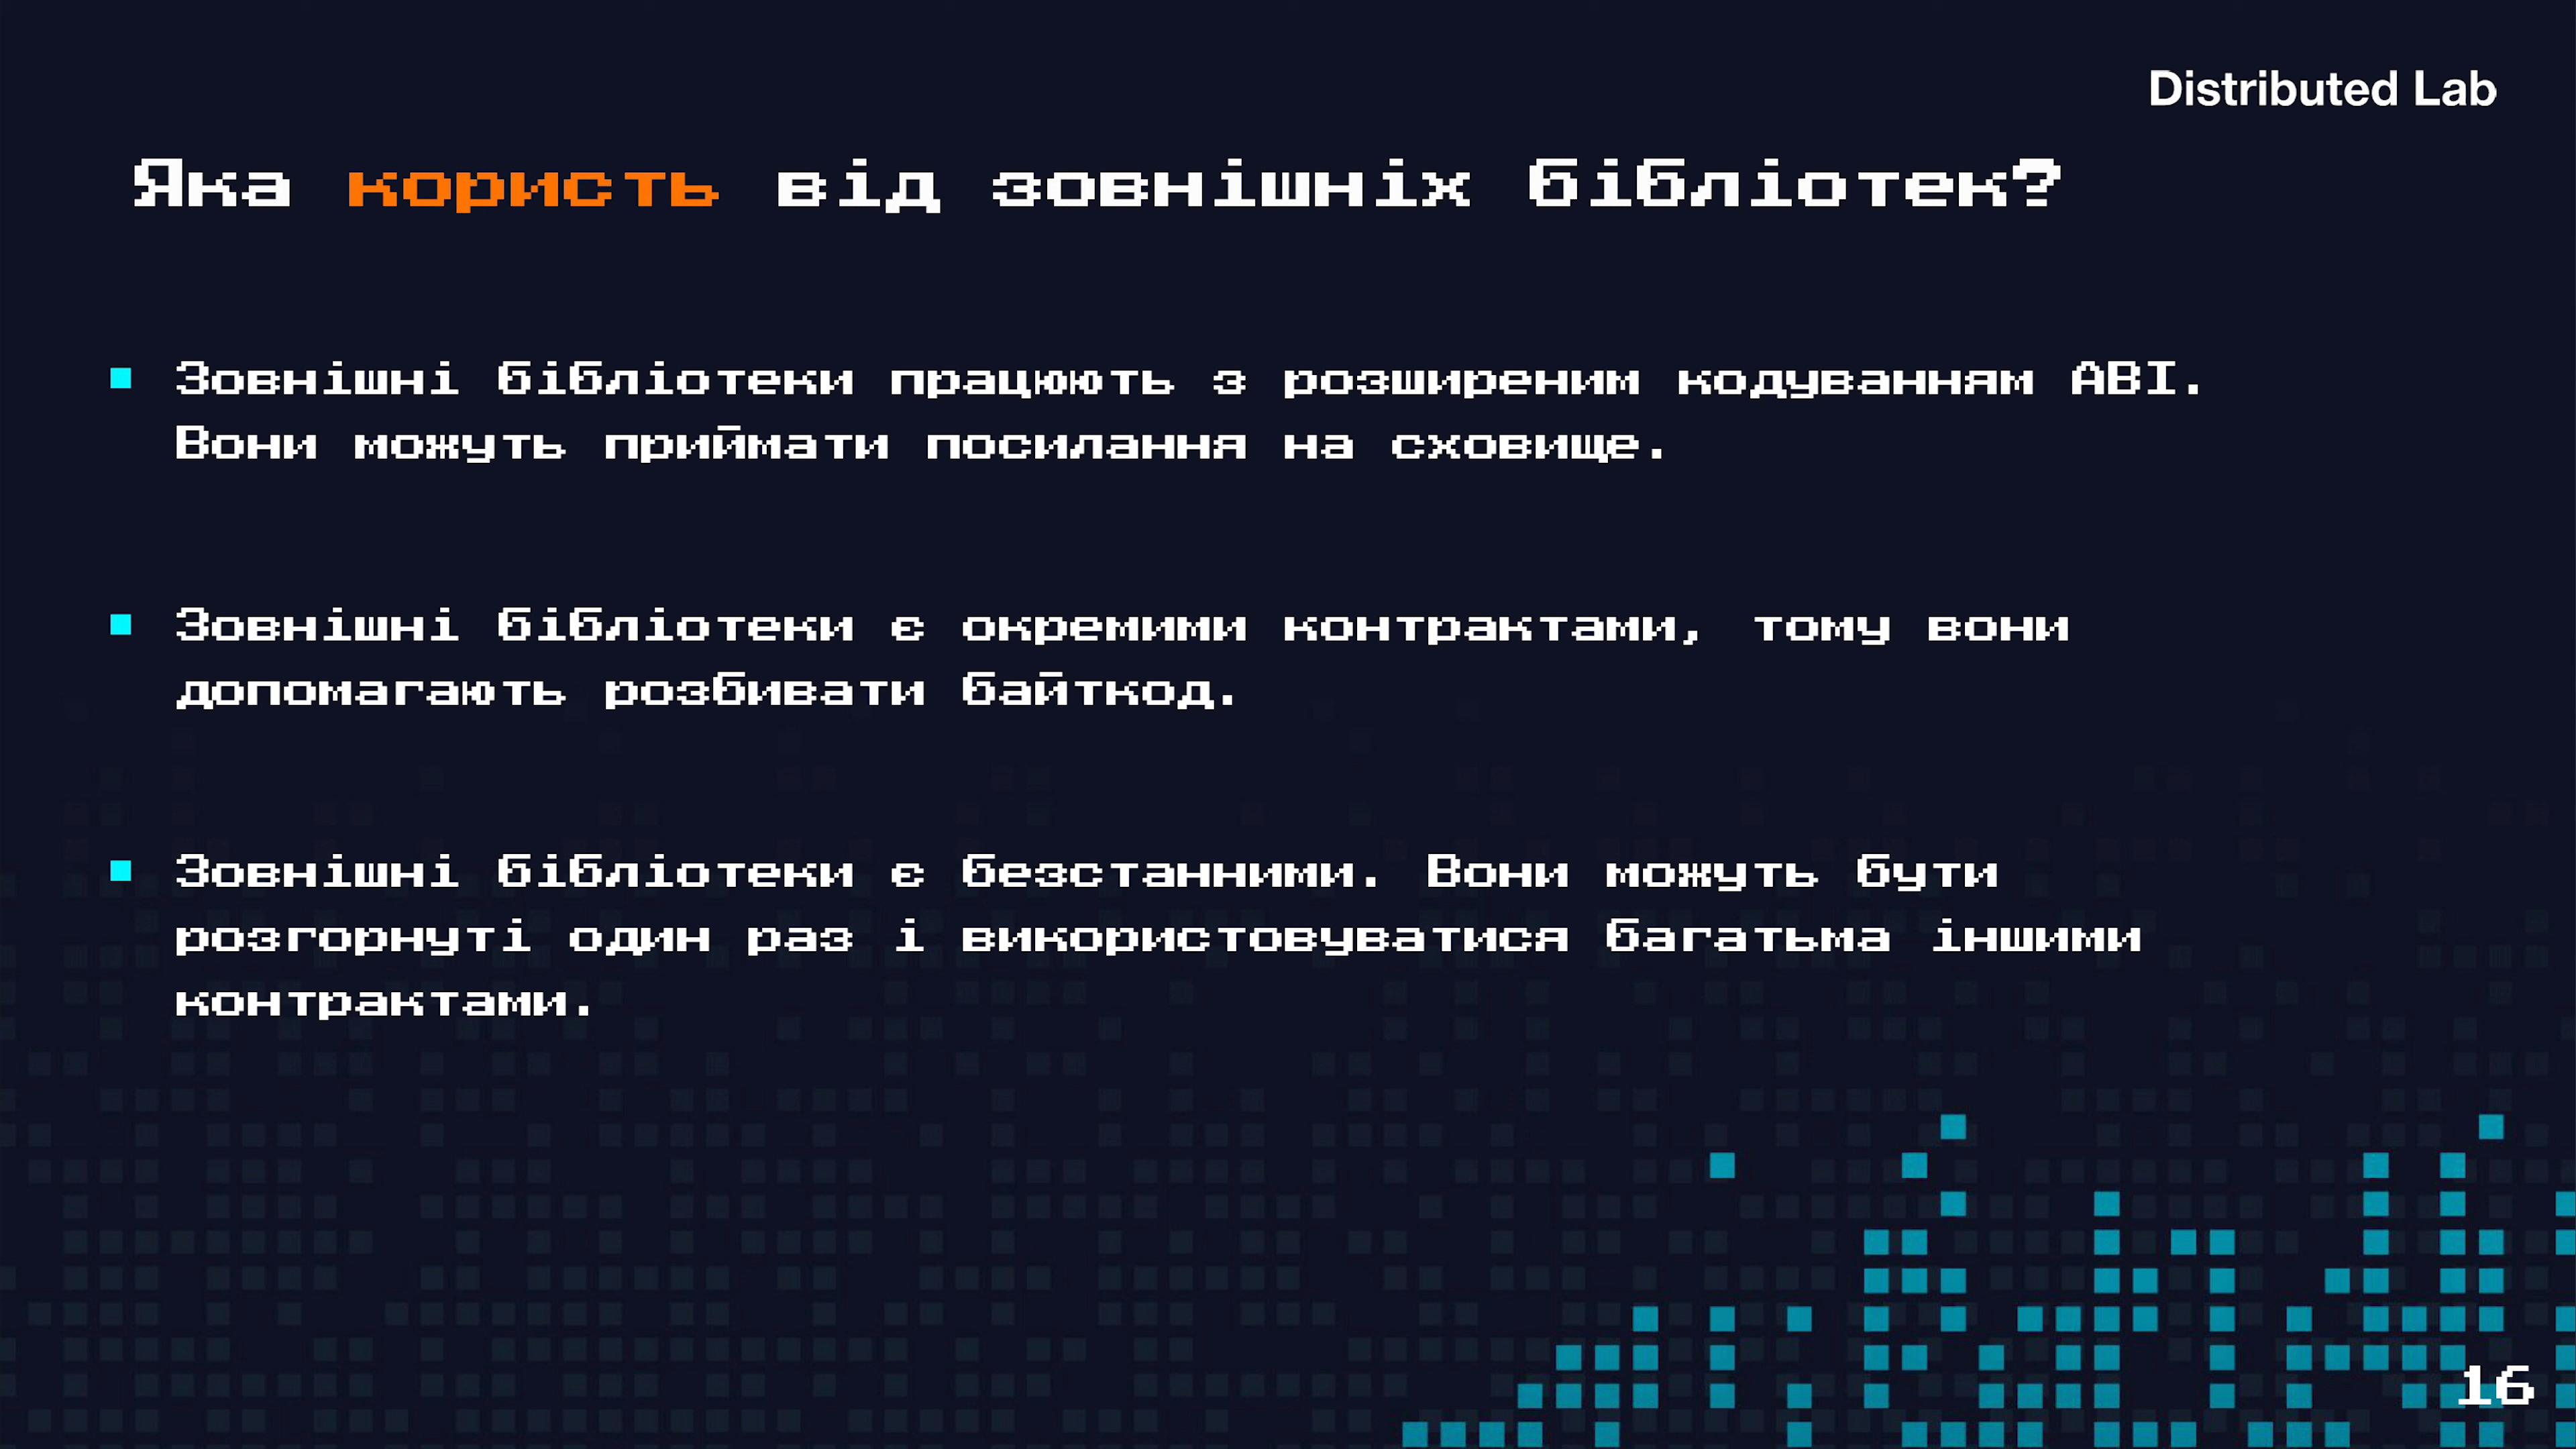 Distributed Lab
Яка користь від зовнішніх бібліотек?
Зовнішні бібліотеки працюють з розширеним кодуванням ABI.
Вони можуть приймати посилання на сховище.
Зовнішні бібліотеки є окремими контрактами, тому вони
допомагають розбивати байткод.
Зовнішні бібліотеки є безстанними. Вони можуть бути
розгорнуті один раз і використовуватися багатьма іншими
контрактами.
16